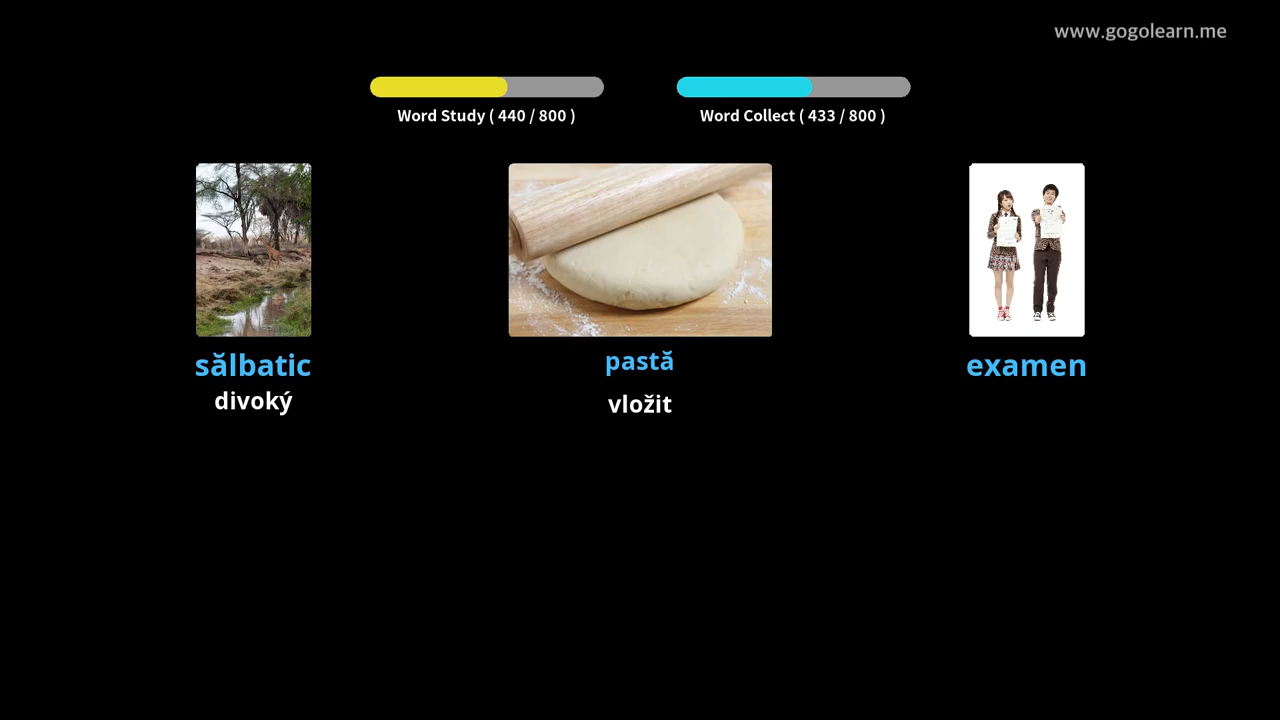 www.gogolearn.me
Word Study ( 440 / 800 )
Word Collect ( 433 / 800 )
sălbatic
divoký
pastă
vložit
examen